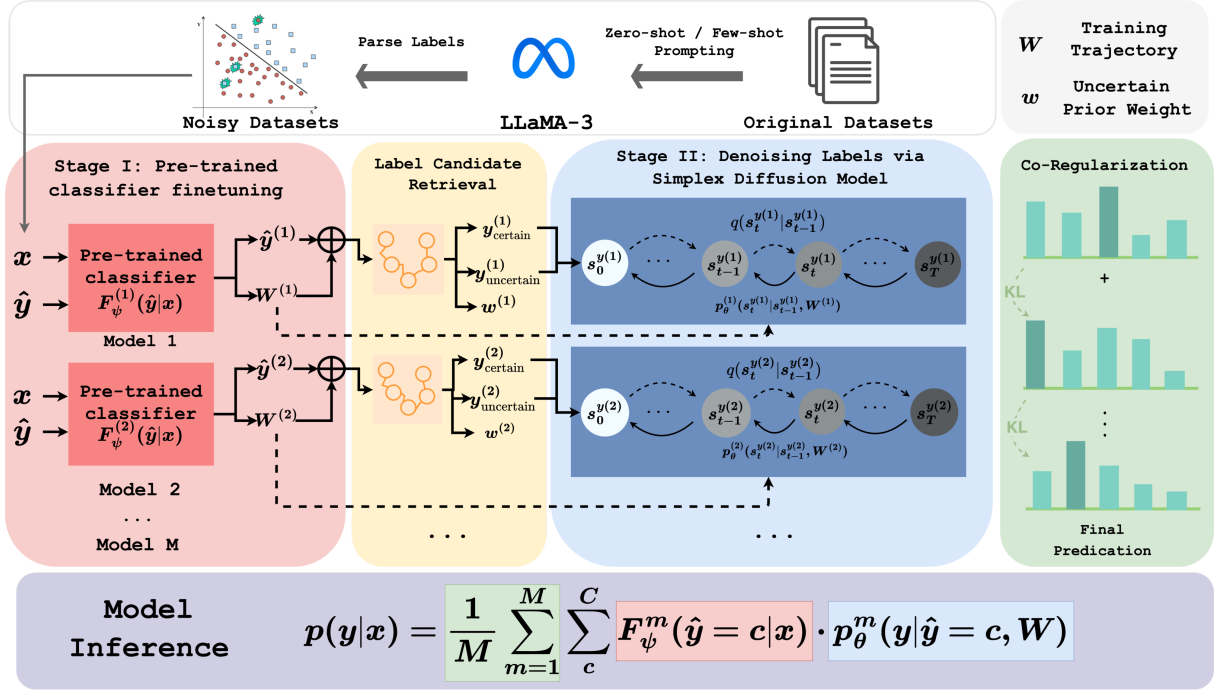 Zero-shot / Few-shot
Prompting
Parse Labels
Y
X
Noisy Datasets
LLaMA-3
Original Datasets
W Training
Trajectory
w Uncertain
Prior Weight
Stage I: Pre-trained
classifier finetuning
x
ŷ
Pre-trained
classifier
F_ψ^(1)(ŷ|x)
Model 1
ŷ^(1)
W^(1)
x
ŷ
Pre-trained
classifier
F_ψ^(2)(ŷ|x)
ŷ^(2)
W^(2)
Model 2
...
Model M
Label Candidate
Retrieval
y_certain^(1)
y_uncertain^(1)
w^(1)
y_certain^(2)
y_uncertain^(2)
w^(2)
...
Stage II: Denoising Labels via
Simplex Diffusion Model
q(s_t^y(1)|s_{t-1}^y(1))
s_0^y(1) ... s_{t-1}^y(1) s_t^y(1) ... s_T^y(1)
p_θ^(1)(s_t^y(1)|s_{t-1}^y(1), W^(1))
q(s_t^y(2)|s_{t-1}^y(2))
s_0^y(2) ... s_{t-1}^y(2) s_t^y(2) ... s_T^y(2)
p_θ^(2)(s_t^y(2)|s_{t-1}^y(2), W^(2))
...
Co-Regularization
+
KL
KL
⋮
Final
Predication
Model
Inference
p(y|x) = 1/M ∑_{m=1}^M ∑_c^C F_ψ^m(ŷ = c|x) · p_θ^m(y|ŷ = c, W)